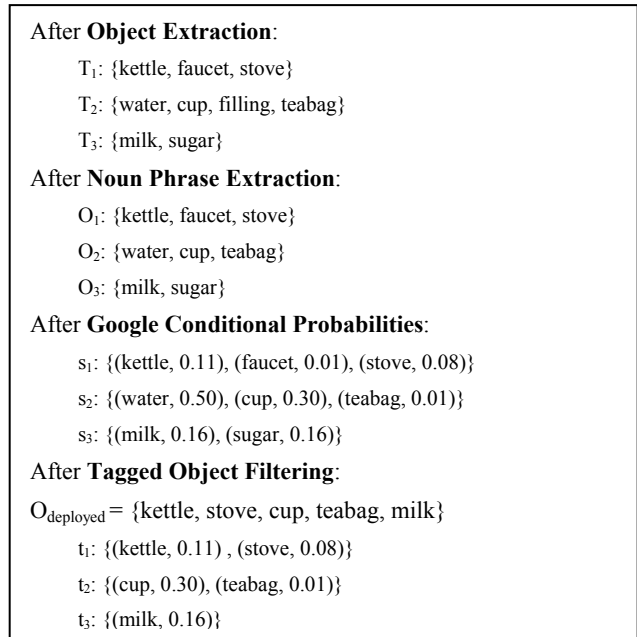 After Object Extraction:
T₁: {kettle, faucet, stove}
T₂: {water, cup, filling, teabag}
T₃: {milk, sugar}
After Noun Phrase Extraction:
O₁: {kettle, faucet, stove}
O₂: {water, cup, teabag}
O₃: {milk, sugar}
After Google Conditional Probabilities:
s₁: {(kettle, 0.11), (faucet, 0.01), (stove, 0.08)}
s₂: {(water, 0.50), (cup, 0.30), (teabag, 0.01)}
s₃: {(milk, 0.16), (sugar, 0.16)}
After Tagged Object Filtering:
O_deployed = {kettle, stove, cup, teabag, milk}
t₁: {(kettle, 0.11) , (stove, 0.08)}
t₂: {(cup, 0.30), (teabag, 0.01)}
t₃: {(milk, 0.16)}